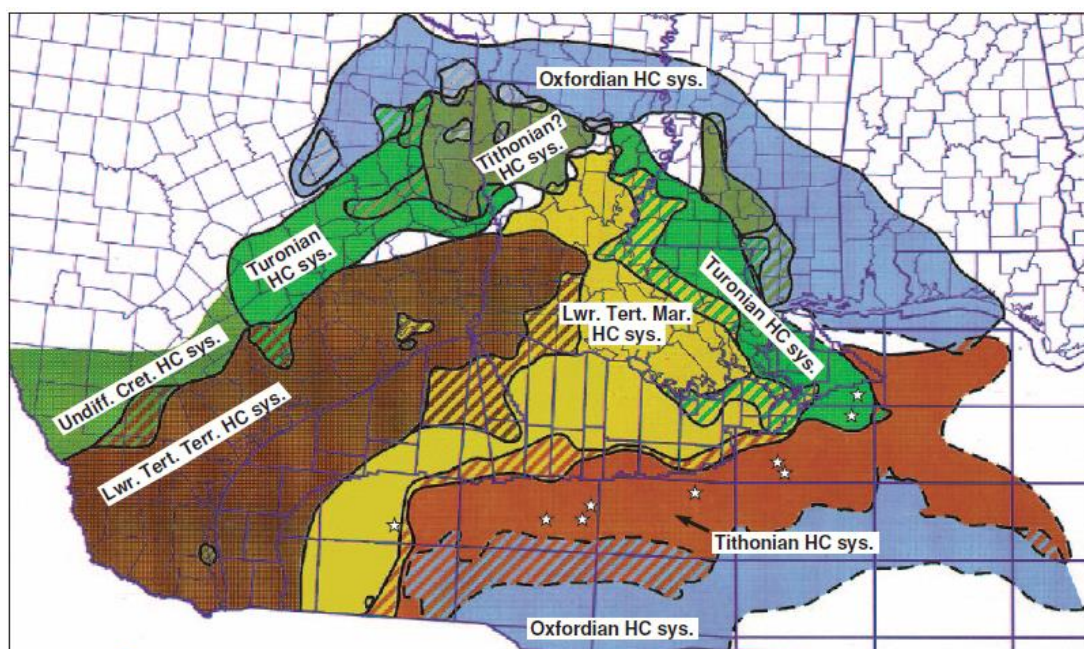 Oxfordian HC sys.
Tithonian?
HC sys.
Turonian
HC sys.
Turonian HC sys.
Lwr. Tert. Mar.
HC sys.
Undiff. Cret. HC sys.
Lwr. Tert. Terr. HC sys.
Tithonian HC sys.
Oxfordian HC sys.